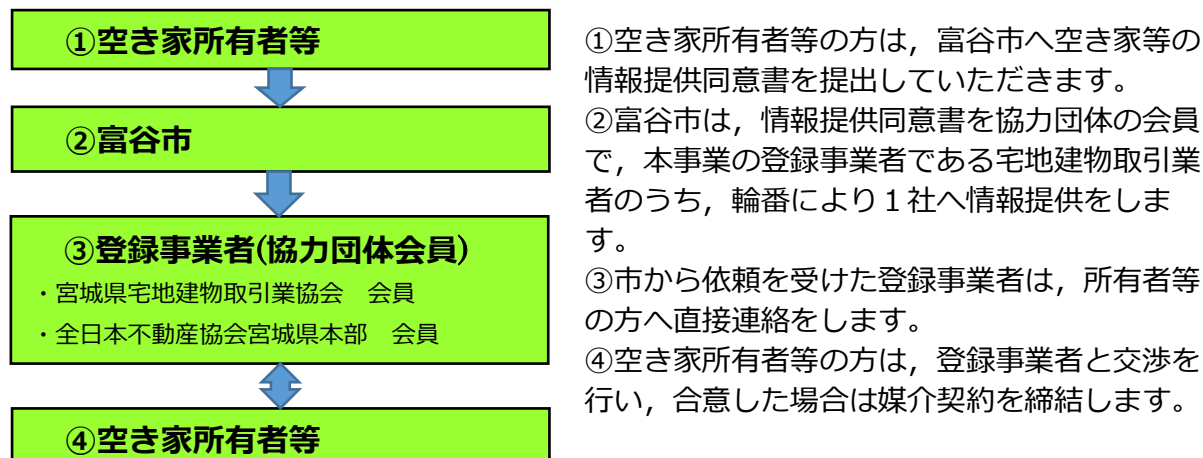 ①空き家所有者等
②富谷市
③登録事業者(協力団体会員)
・宮城県宅地建物取引業協会　会員
・全日本不動産協会宮城県本部　会員
④空き家所有者等
①空き家所有者等の方は，富谷市へ空き家等の
情報提供同意書を提出していただきます。
②富谷市は，情報提供同意書を協力団体の会員
で，本事業の登録事業者である宅地建物取引業
者のうち，輪番により１社へ情報提供をしま
す。
③市から依頼を受けた登録事業者は，所有者等
の方へ直接連絡をします。
④空き家所有者等の方は，登録事業者と交渉を
行い，合意した場合は媒介契約を締結します。